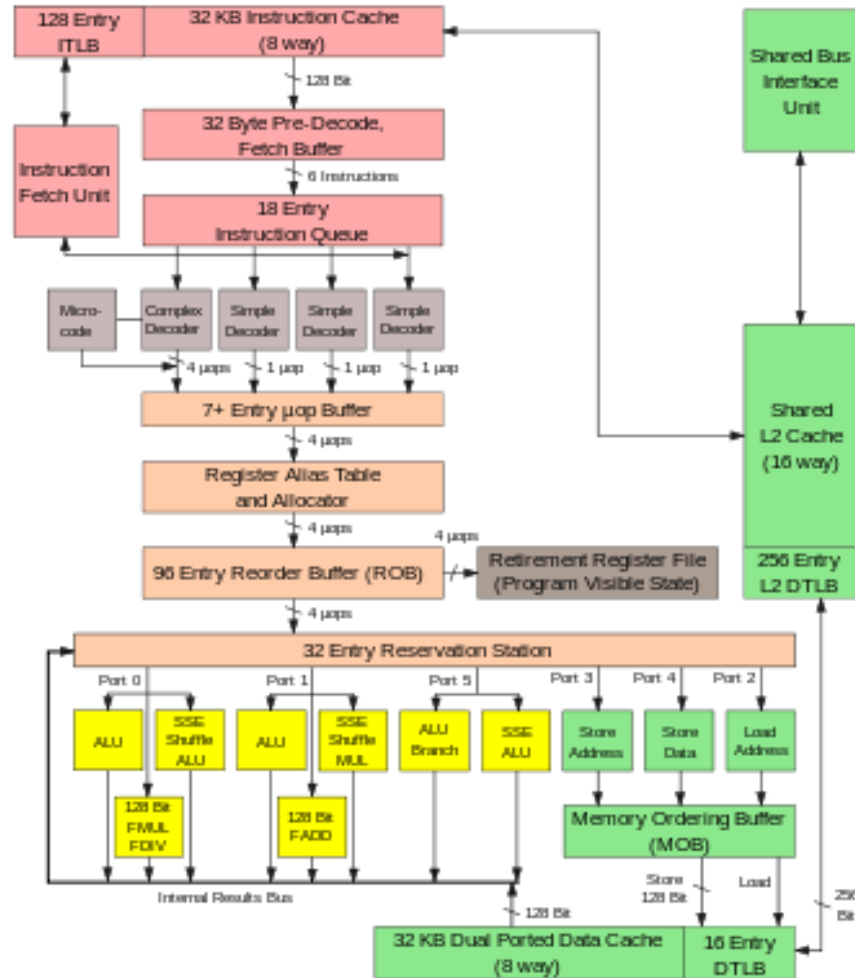 128 Entry
ITLB
32 KB Instruction Cache
(8 way)
Shared Bus
Interface
Unit
128 Bit
32 Byte Pre-Decode,
Fetch Buffer
Instruction
Fetch Unit
6 Instructions
18 Entry
Instruction Queue
Micro-
code
Complex
Decoder
Simple
Decoder
Simple
Decoder
Simple
Decoder
4 µops
1 µop
1 µop
1 µop
Shared
L2 Cache
(16 way)
7+ Entry µop Buffer
4 µops
Register Alias Table
and Allocator
4 µops
4 µops
96 Entry Reorder Buffer (ROB)
Retirement Register File
(Program Visible State)
256 Entry
L2 DTLB
4 µops
32 Entry Reservation Station
Port 0
Port 1
Port 5
Port 3
Port 4
Port 2
ALU
SSE
Shuffle
ALU
ALU
SSE
Shuffle
MUL
ALU
Branch
SSE
ALU
Store
Address
Store
Data
Load
Address
128 Bit
FMUL
FDIV
128 Bit
FADD
Memory Ordering Buffer
(MOB)
Internal Results Bus
Store
128 Bit
Load
128 Bit
256
Bit
32 KB Dual Ported Data Cache
(8 way)
16 Entry
DTLB